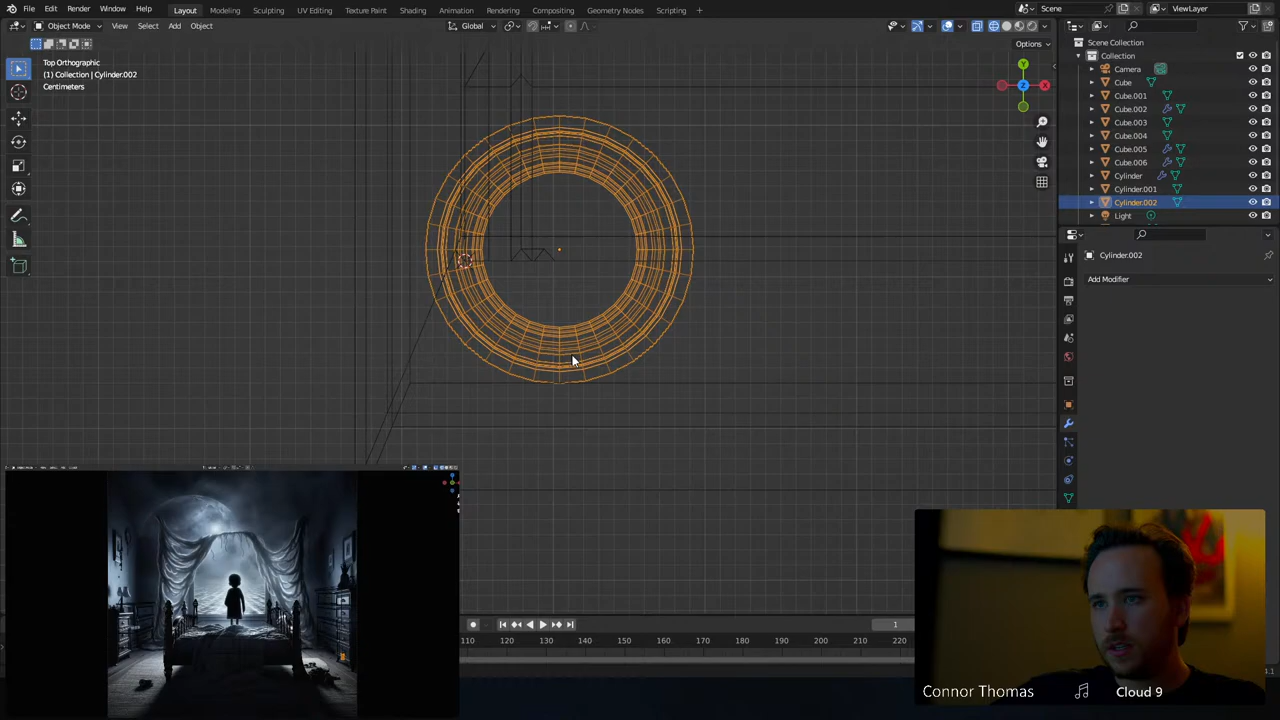 File Edit Render Window Help Layout Modeling Sculpting UV Editing Texture Paint Shading Animation Rendering Compositing Geometry Nodes Scripting Scene ViewLayer
Object Mode View Select Add Object Global
Options
Top Orthographic
(1) Collection | Cylinder.002
Centimeters
Y
Z
X
Scene Collection
Collection
Camera
Cube
Cube.001
Cube.002
Cube.003
Cube.004
Cube.005
Cube.006
Cylinder
Cylinder.001
Cylinder.002
Light
Cylinder.002
Add Modifier
1
110 120 130 140 150 160 170 180 190 200 210 220
Connor Thomas Cloud 9